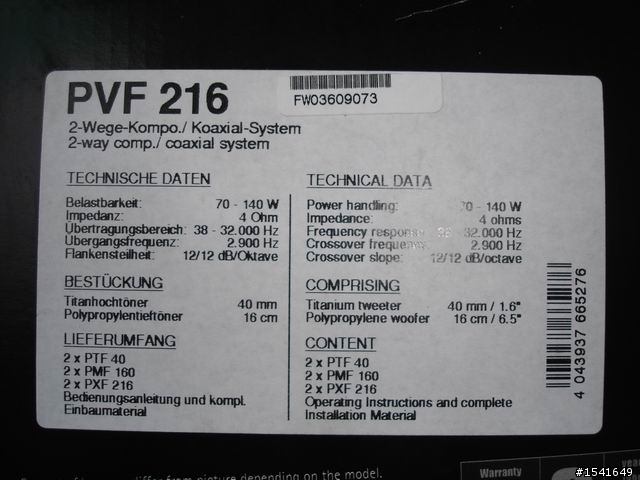 PVF 216
FW03609073
2-Wege-Kompo./ Koaxial-System
2-way comp./ coaxial system
TECHNISCHE DATEN
Belastbarkeit: 70 - 140 W
Impedanz: 4 Ohm
Übertragungsbereich: 38 - 32.000 Hz
Übergangsfrequenz: 2.900 Hz
Flankensteilheit: 12/12 dB/Oktave
BESTÜCKUNG
Titanhochtöner 40 mm
Polypropylentieftöner 16 cm
LIEFERUMFANG
2 x PTF 40
2 x PMF 160
2 x PXF 216
Bedienungsanleitung und kompl.
Einbaumaterial
TECHNICAL DATA
Power handling: 70 - 140 W
Impedance: 4 ohms
Frequency response 38 - 32.000 Hz
Crossover frequency 2.900 Hz
Crossover slope: 12/12 dB/octave
COMPRISING
Titanium tweeter 40 mm / 1.6"
Polypropylene woofer 16 cm / 6.5"
CONTENT
2 x PTF 40
2 x PMF 160
2 x PXF 216
Operating Instructions and complete
Installation Material
4 043937 665276
differ from picture depending on the model.
Warranty
#1541649